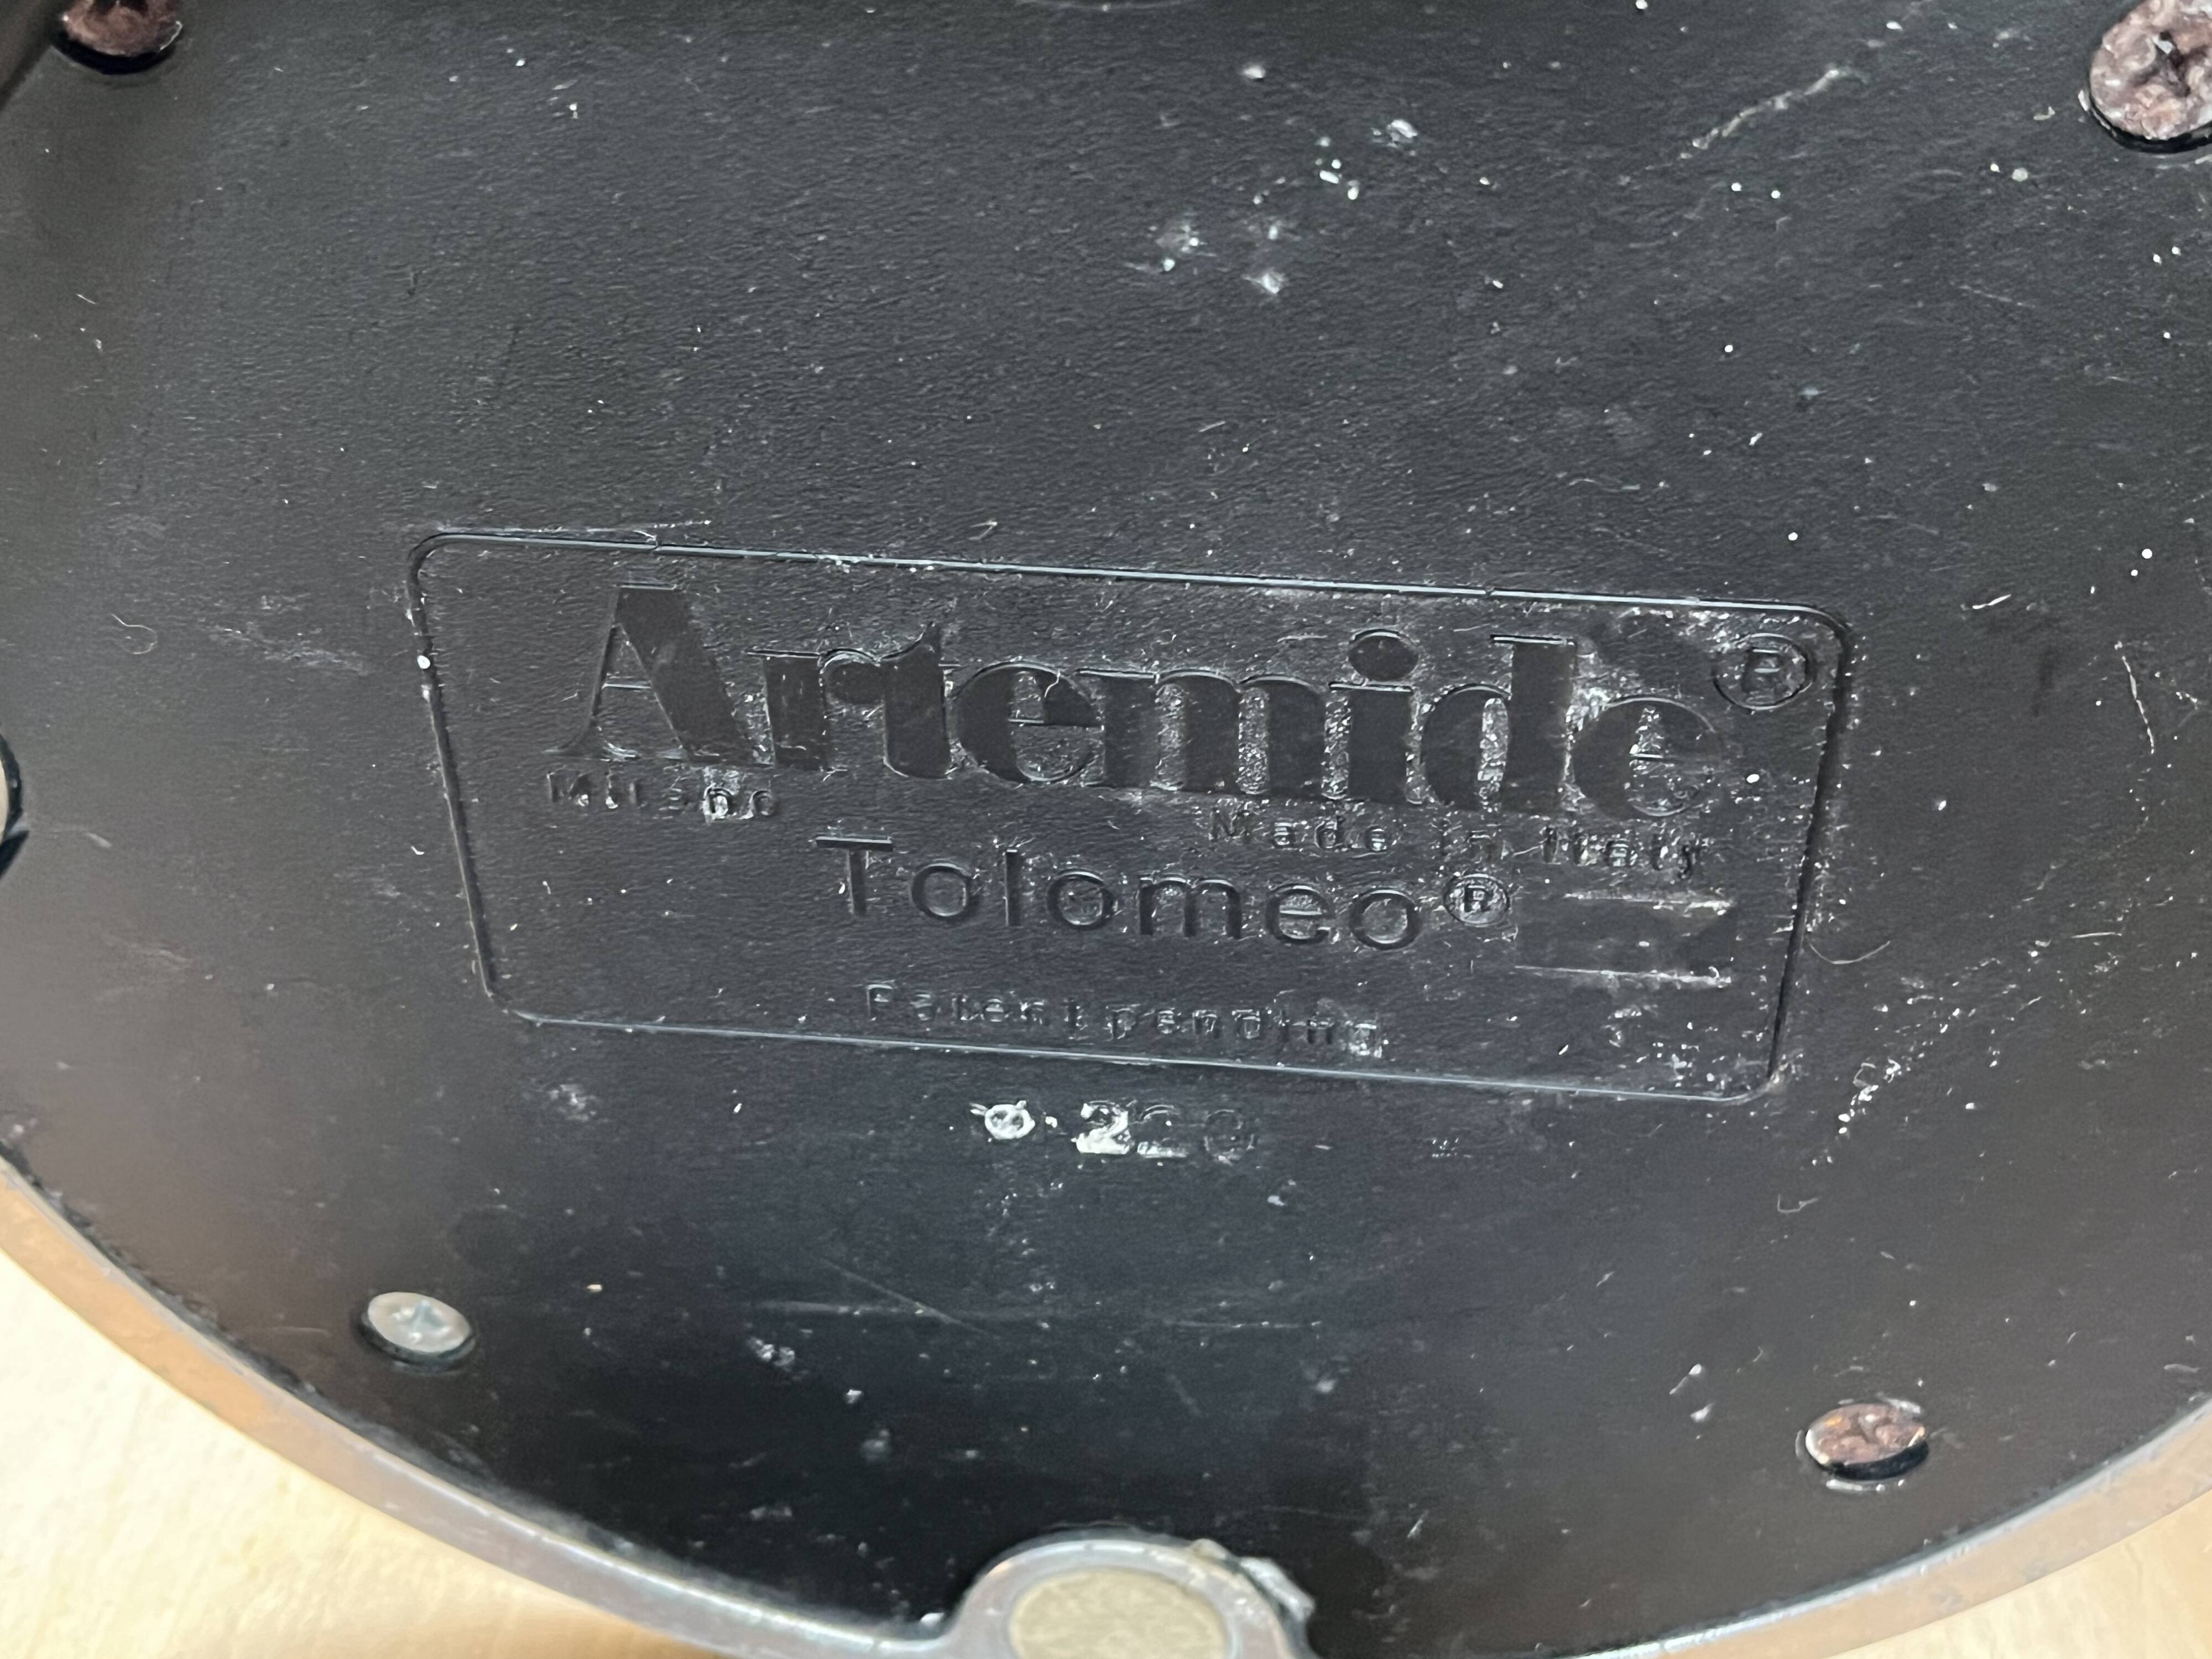 Artemide®
Milano
Made in Italy
Tolomeo®
Patent pending